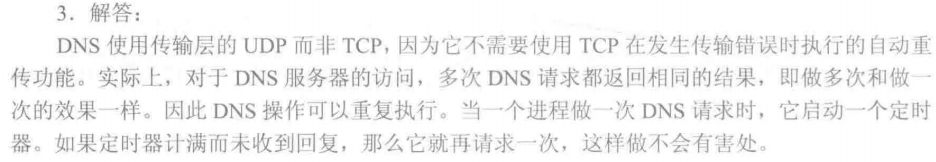 3．解答：
DNS 使用传输层的 UDP 而非 TCP，因为它不需要使用 TCP 在发生传输错误时执行的自动重
传功能。实际上，对于 DNS 服务器的访问，多次 DNS 请求都返回相同的结果，即做多次和做一
次的效果一样。因此 DNS 操作可以重复执行。当一个进程做一次 DNS 请求时，它启动一个定时
器。如果定时器计满而未收到回复，那么它就再请求一次，这样做不会有害处。